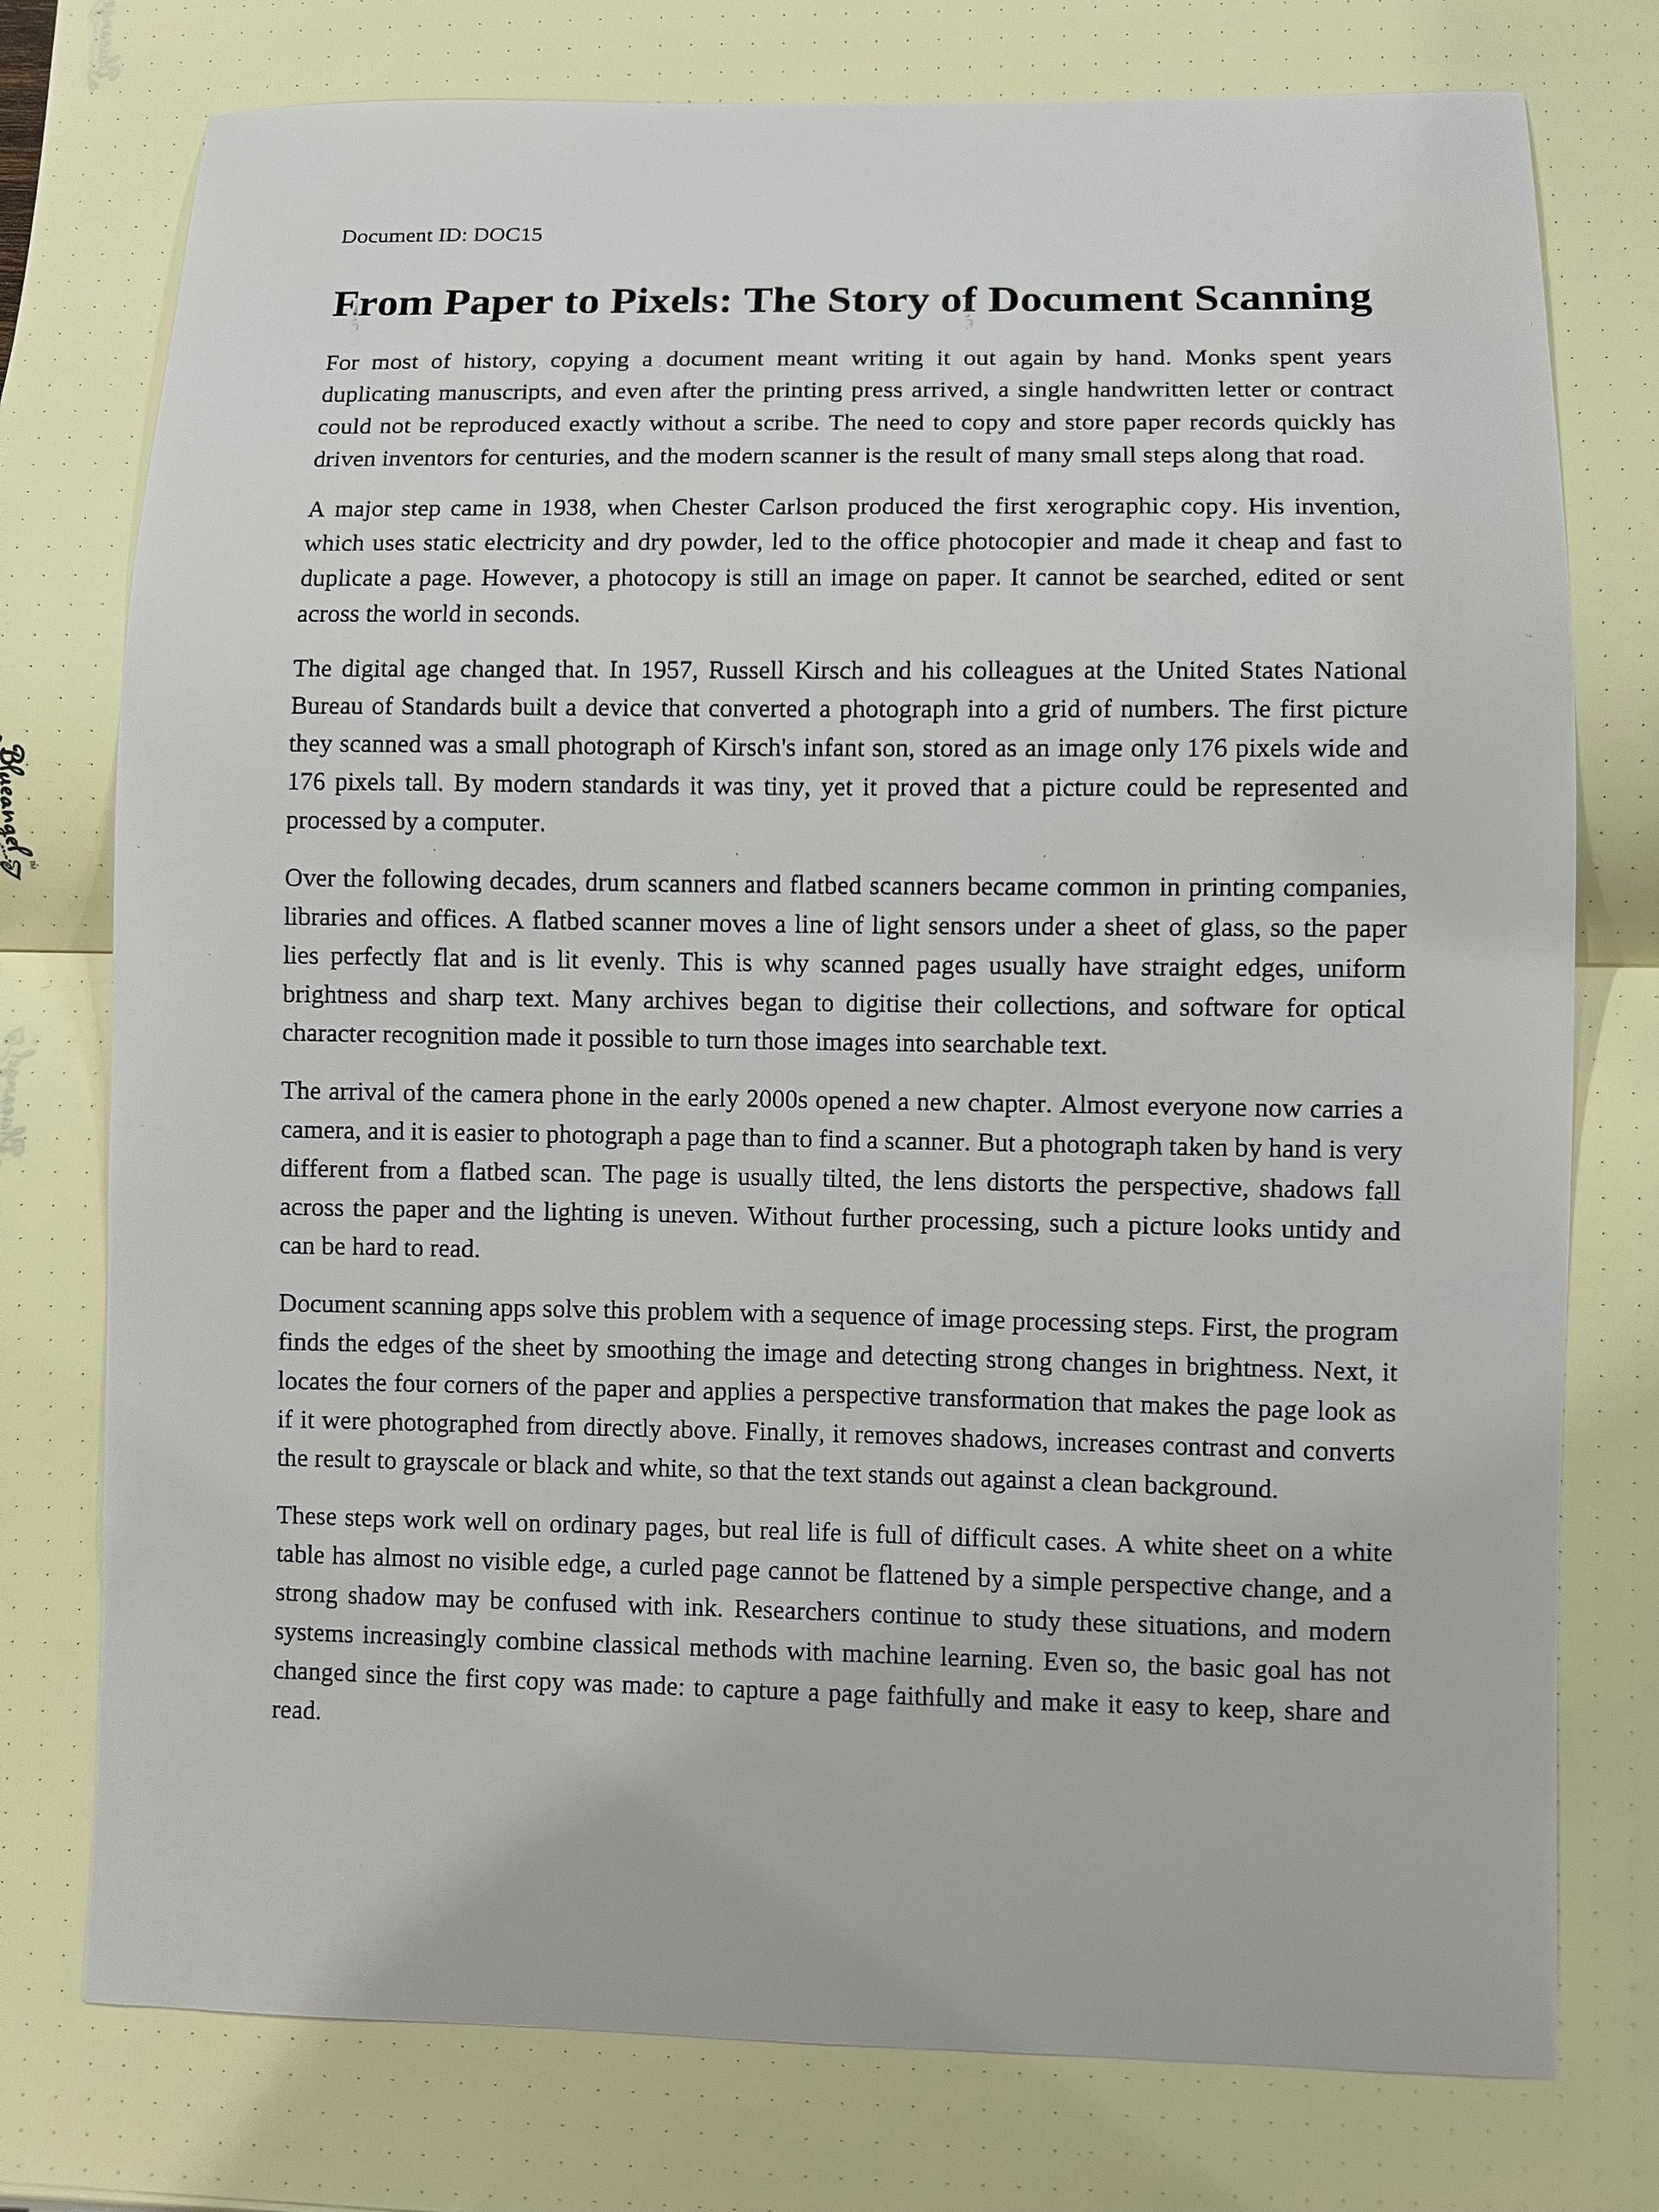 Document ID: DOC15
From Paper to Pixels: The Story of Document Scanning
For most of history, copying a document meant writing it out again by hand. Monks spent years
duplicating manuscripts, and even after the printing press arrived, a single handwritten letter or contract
could not be reproduced exactly without a scribe. The need to copy and store paper records quickly has
driven inventors for centuries, and the modern scanner is the result of many small steps along that road.
A major step came in 1938, when Chester Carlson produced the first xerographic copy. His invention,
which uses static electricity and dry powder, led to the office photocopier and made it cheap and fast to
duplicate a page. However, a photocopy is still an image on paper. It cannot be searched, edited or sent
across the world in seconds.
The digital age changed that. In 1957, Russell Kirsch and his colleagues at the United States National
Bureau of Standards built a device that converted a photograph into a grid of numbers. The first picture
they scanned was a small photograph of Kirsch's infant son, stored as an image only 176 pixels wide and
176 pixels tall. By modern standards it was tiny, yet it proved that a picture could be represented and
processed by a computer.
Over the following decades, drum scanners and flatbed scanners became common in printing companies,
libraries and offices. A flatbed scanner moves a line of light sensors under a sheet of glass, so the paper
lies perfectly flat and is lit evenly. This is why scanned pages usually have straight edges, uniform
brightness and sharp text. Many archives began to digitise their collections, and software for optical
character recognition made it possible to turn those images into searchable text.
The arrival of the camera phone in the early 2000s opened a new chapter. Almost everyone now carries a
camera, and it is easier to photograph a page than to find a scanner. But a photograph taken by hand is very
different from a flatbed scan. The page is usually tilted, the lens distorts the perspective, shadows fall
across the paper and the lighting is uneven. Without further processing, such a picture looks untidy and
can be hard to read.
Document scanning apps solve this problem with a sequence of image processing steps. First, the program
finds the edges of the sheet by smoothing the image and detecting strong changes in brightness. Next, it
locates the four corners of the paper and applies a perspective transformation that makes the page look as
if it were photographed from directly above. Finally, it removes shadows, increases contrast and converts
the result to grayscale or black and white, so that the text stands out against a clean background.
These steps work well on ordinary pages, but real life is full of difficult cases. A white sheet on a white
table has almost no visible edge, a curled page cannot be flattened by a simple perspective change, and a
strong shadow may be confused with ink. Researchers continue to study these situations, and modern
systems increasingly combine classical methods with machine learning. Even so, the basic goal has not
changed since the first copy was made: to capture a page faithfully and make it easy to keep, share and
read.
Blueangel